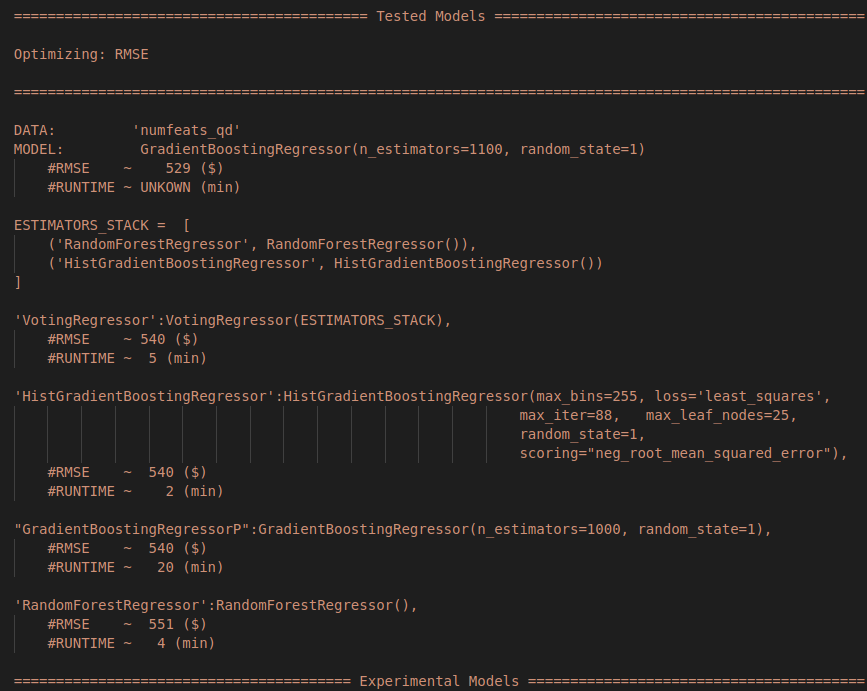 ========================================== Tested Models ============================================
Optimizing: RMSE
=====================================================================================================
DATA:         'numfeats_qd'
MODEL:         GradientBoostingRegressor(n_estimators=1100, random_state=1)
    #RMSE    ~    529 ($)
    #RUNTIME ~ UNKOWN (min)
ESTIMATORS_STACK =  [
    ('RandomForestRegressor', RandomForestRegressor()),
    ('HistGradientBoostingRegressor', HistGradientBoostingRegressor())
]
'VotingRegressor':VotingRegressor(ESTIMATORS_STACK),
    #RMSE    ~ 540 ($)
    #RUNTIME ~  5 (min)
'HistGradientBoostingRegressor':HistGradientBoostingRegressor(max_bins=255, loss='least_squares',
                                                            max_iter=88,   max_leaf_nodes=25,
                                                            random_state=1,
                                                            scoring="neg_root_mean_squared_error"),
    #RMSE    ~  540 ($)
    #RUNTIME ~    2 (min)
"GradientBoostingRegressorP":GradientBoostingRegressor(n_estimators=1000, random_state=1),
    #RMSE    ~  540 ($)
    #RUNTIME ~   20 (min)
'RandomForestRegressor':RandomForestRegressor(),
    #RMSE    ~  551 ($)
    #RUNTIME ~   4 (min)
======================================== Experimental Models ========================================